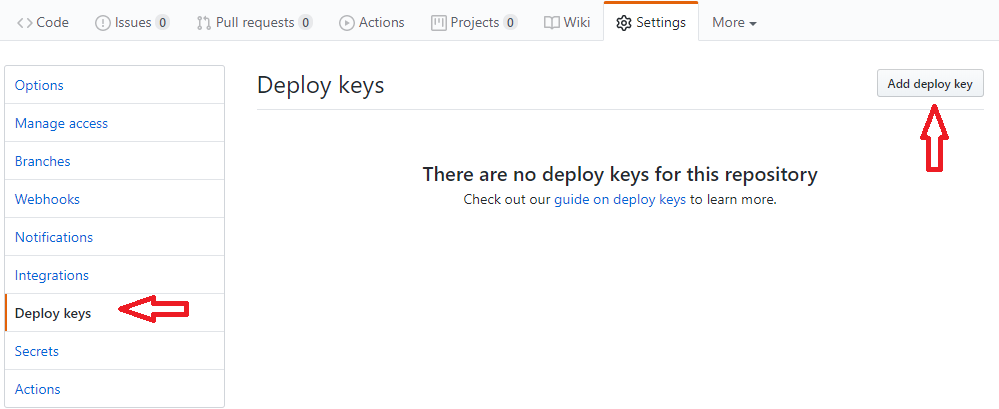 Code Issues 0 Pull requests 0 Actions Projects 0 Wiki Settings More
Options
Manage access
Branches
Webhooks
Notifications
Integrations
Deploy keys
Secrets
Actions
Deploy keys Add deploy key
There are no deploy keys for this repository
Check out our guide on deploy keys to learn more.